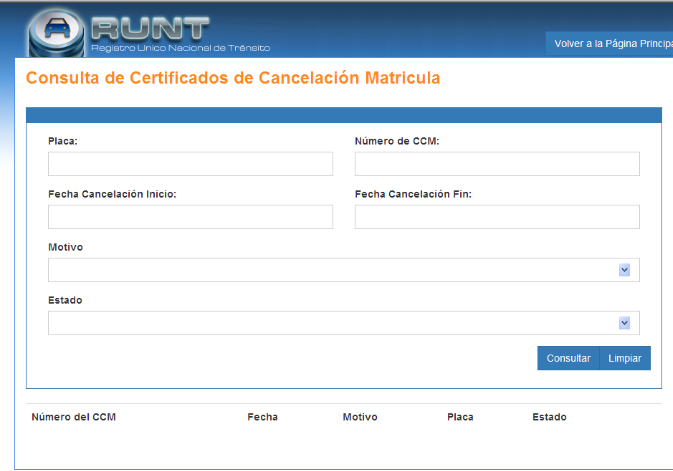 RUNT
Registro Unico Nacional de Tránsito
Volver a la Página Principa
Consulta de Certificados de Cancelación Matricula
Placa: Número de CCM:
Fecha Cancelación Inicio: Fecha Cancelación Fin:
Motivo
Estado
Consultar Limpiar
Número del CCM Fecha Motivo Placa Estado